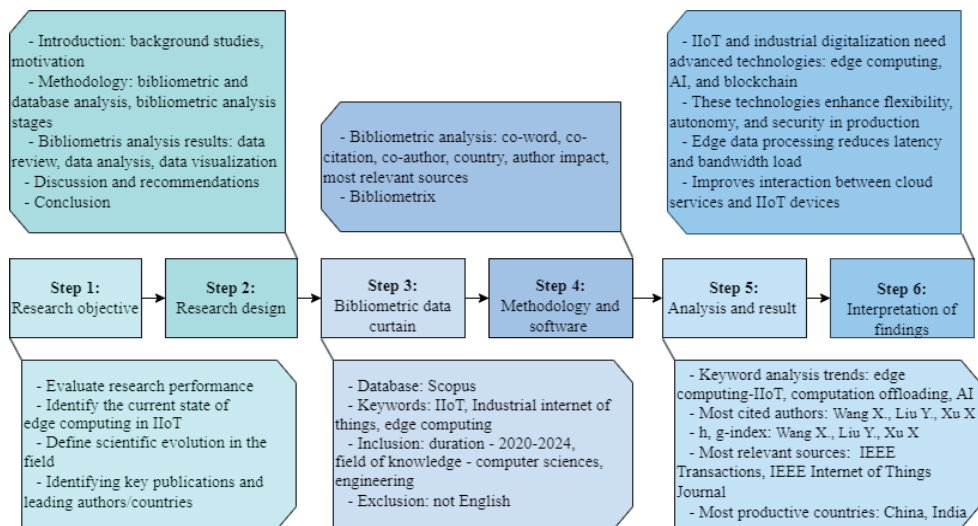 - Introduction: background studies,
motivation
- Methodology: bibliometric and
database analysis, bibliometric analysis
stages
- Bibliometris analysis results: data
review, data analysis, data visualization
- Discussion and recommendations
- Conclusion
- Bibliometric analysis: co-word, co-
citation, co-author, country, author impact,
most relevant sources
- Bibliometrix
- IIoT and industrial digitalization need
advanced technologies: edge computing,
AI, and blockchain
- These technologies enhance flexibility,
autonomy, and security in production
- Edge data processing reduces latency
and bandwidth load
- Improves interaction between cloud
services and IIoT devices
Step 1:
Research objective
Step 2:
Research design
Step 3:
Bibliometric data
curtain
Step 4:
Methodology and
software
Step 5:
Analysis and result
Step 6:
Interpretation of
findings
- Evaluate research performance
- Identify the current state of
edge computing in IIoT
- Define scientific evolution in the
field
- Identifying key publications and
leading authors/countries
- Database: Scopus
- Keywords: IIoT, Industrial internet of
things, edge computing
- Inclusion: duration - 2020-2024,
field of knowledge - computer sciences,
engineering
- Exclusion: not English
- Keyword analysis trends: edge
computing-IIoT, computation offloading, AI
- Most cited authors: Wang X., Liu Y., Xu X
- h, g-index: Wang X., Liu Y., Xu X
- Most relevant sources: IEEE
Transactions, IEEE Internet of Things
Journal
- Most productive countries: China, India